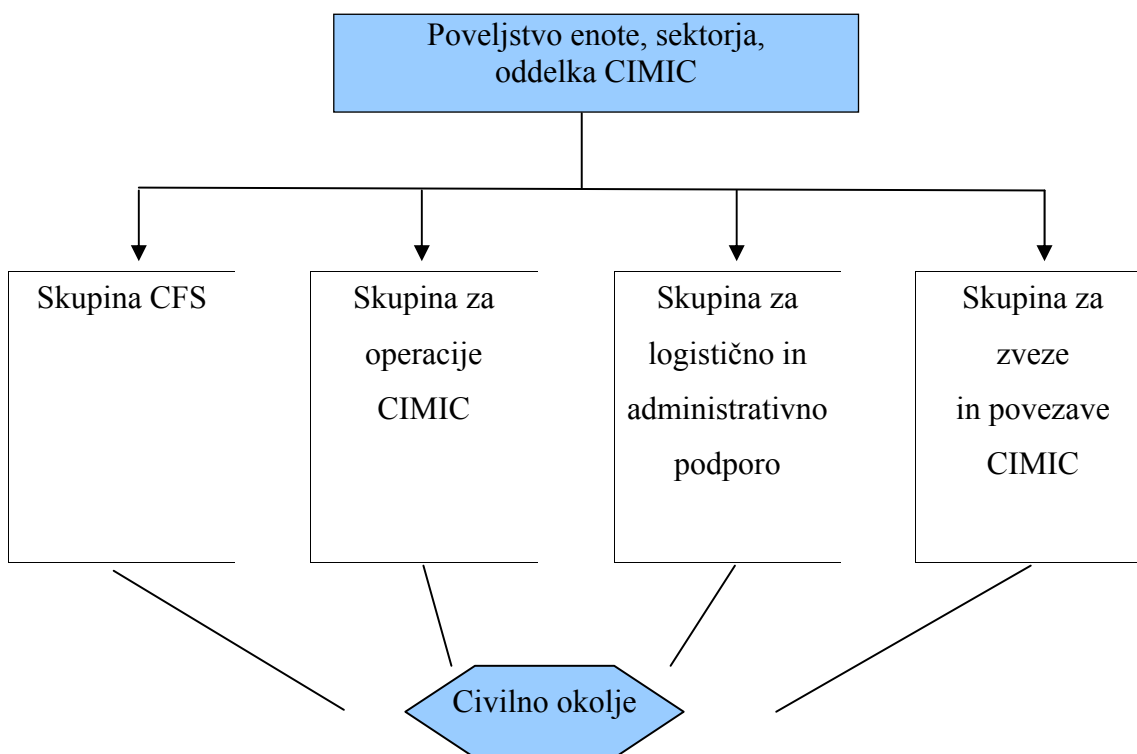 Poveljstvo enote, sektorja,
oddelka CIMIC
Skupina CFS
Skupina za
operacije
CIMIC
Skupina za
logistično in
administrativno
podporo
Skupina za
zveze
in povezave
CIMIC
Civilno okolje